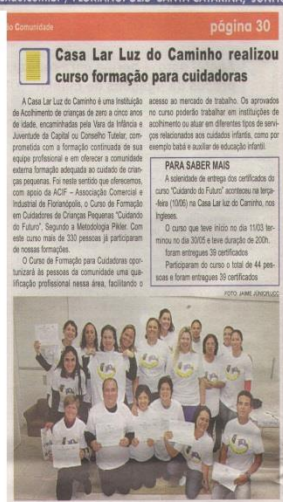 FLORIANÓPOLIS SANTA CATARINA, JUNHO
Comunidade
página 30
Casa Lar Luz do Caminho realizou
curso formação para cuidadoras
A Casa Lar Luz do Caminho é uma Instituição
de Acolhimento de crianças de zero a cinco anos
de idade, encaminhadas pela Vara da Infância e
Juventude da Capital ou Conselho Tutelar, com-
prometida com a formação continuada de sua
equipe profissional e em oferecer a comunidade
externa formação adequada ao cuidado de crian-
ças pequenas. Foi neste sentido que oferecemos,
com apoio da ACIF - Associação Comercial e
Industrial de Florianópolis, o Curso de Formação
em Cuidadores de Crianças Pequenas "Cuidando
do Futuro", Segundo a Metodologia Pikler. Com
este curso mais de 330 pessoas já participaram
de nossas formações.
O Curso de Formação para Cuidadoras opor-
tunizará às pessoas da comunidade uma qua-
lificação profissional nessa área, facilitando o
acesso ao mercado de trabalho. Os aprovados
no curso poderão trabalhar em instituições de
acolhimento ou atuar em diferentes tipos de servi-
ços relacionados aos cuidados infantis, como por
exemplo babá e auxiliar de educação infantil.
PARA SABER MAIS
A solenidade de entrega dos certificados do
curso "Cuidando do Futuro" aconteceu na terça-
feira (10/06) na Casa Lar luz do Caminho, nos
Ingleses.
O curso que teve início no dia 11/03 ter-
minou no dia 30/05 e teve duração de 200h.
foram entregues 39 certificados
Participaram do curso o total de 44 pes-
soas e foram entregues 39 certificados
FOTO: JAIME JUNKES/JCC